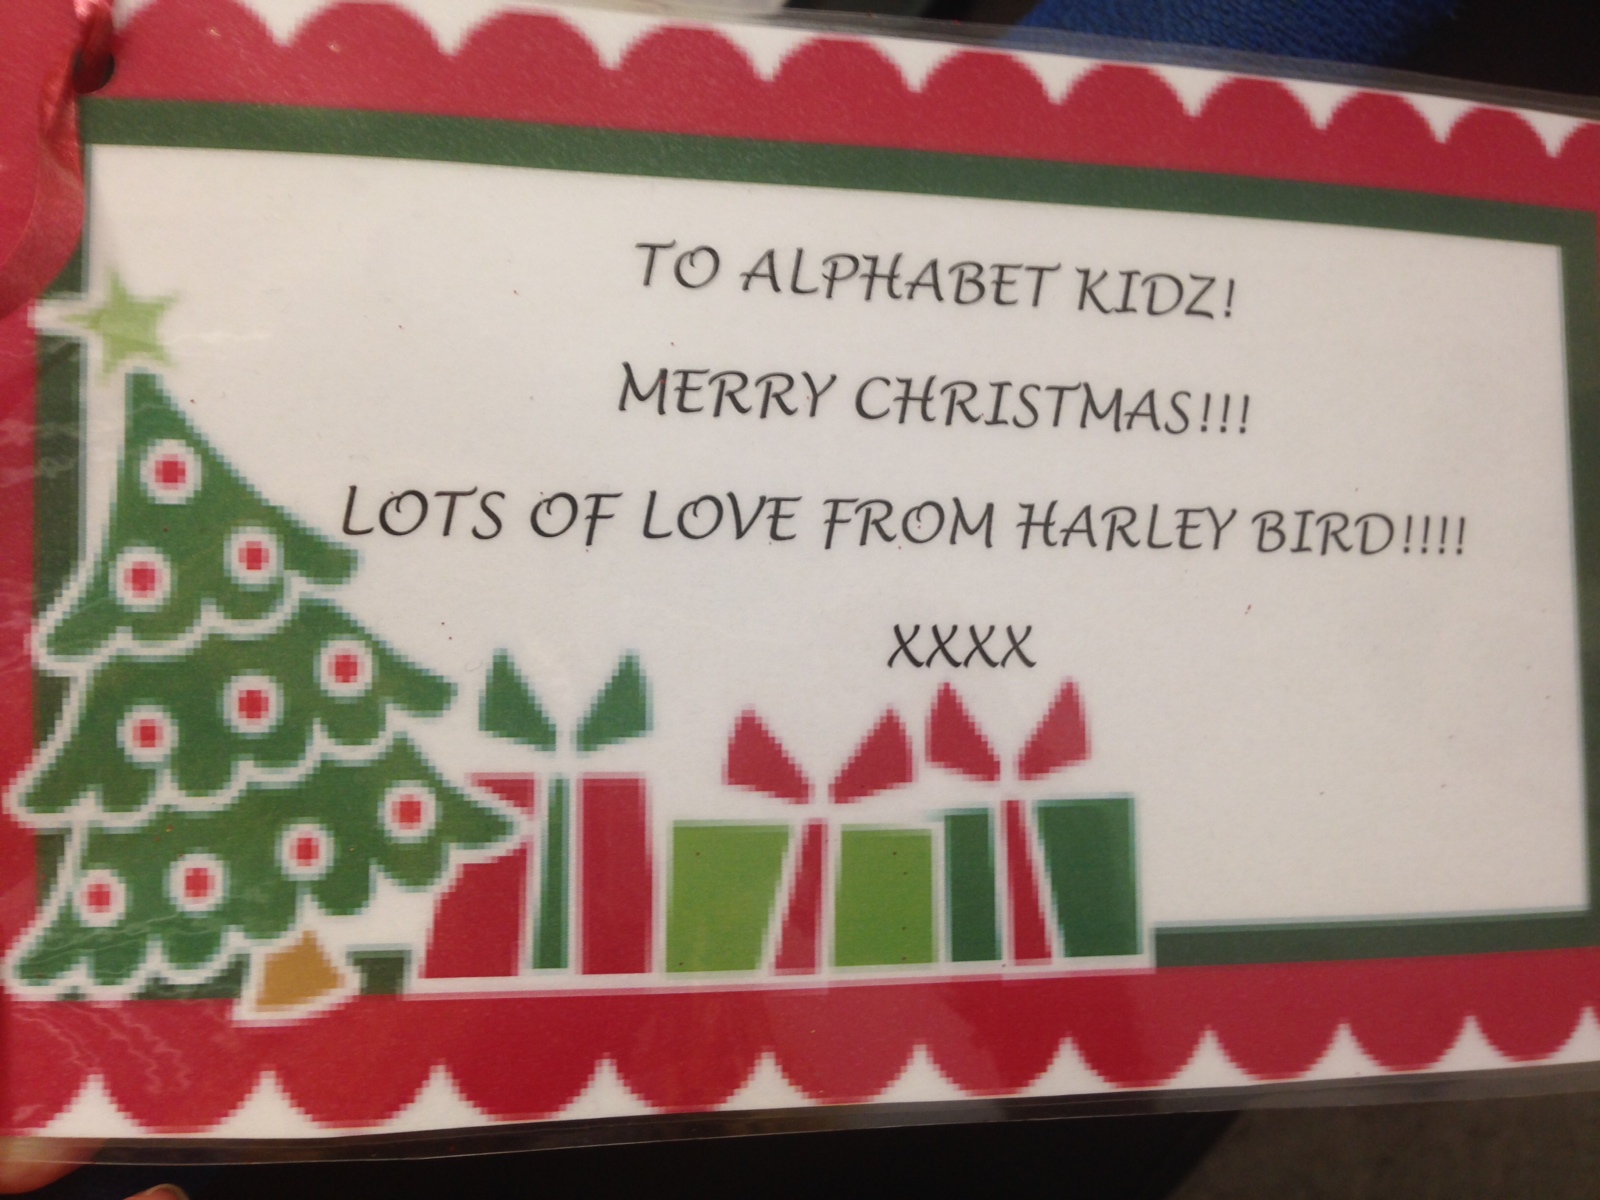 TO ALPHABET KIDZ!
MERRY CHRISTMAS!!!
LOTS OF LOVE FROM HARLEY BIRD!!!!
XXXX